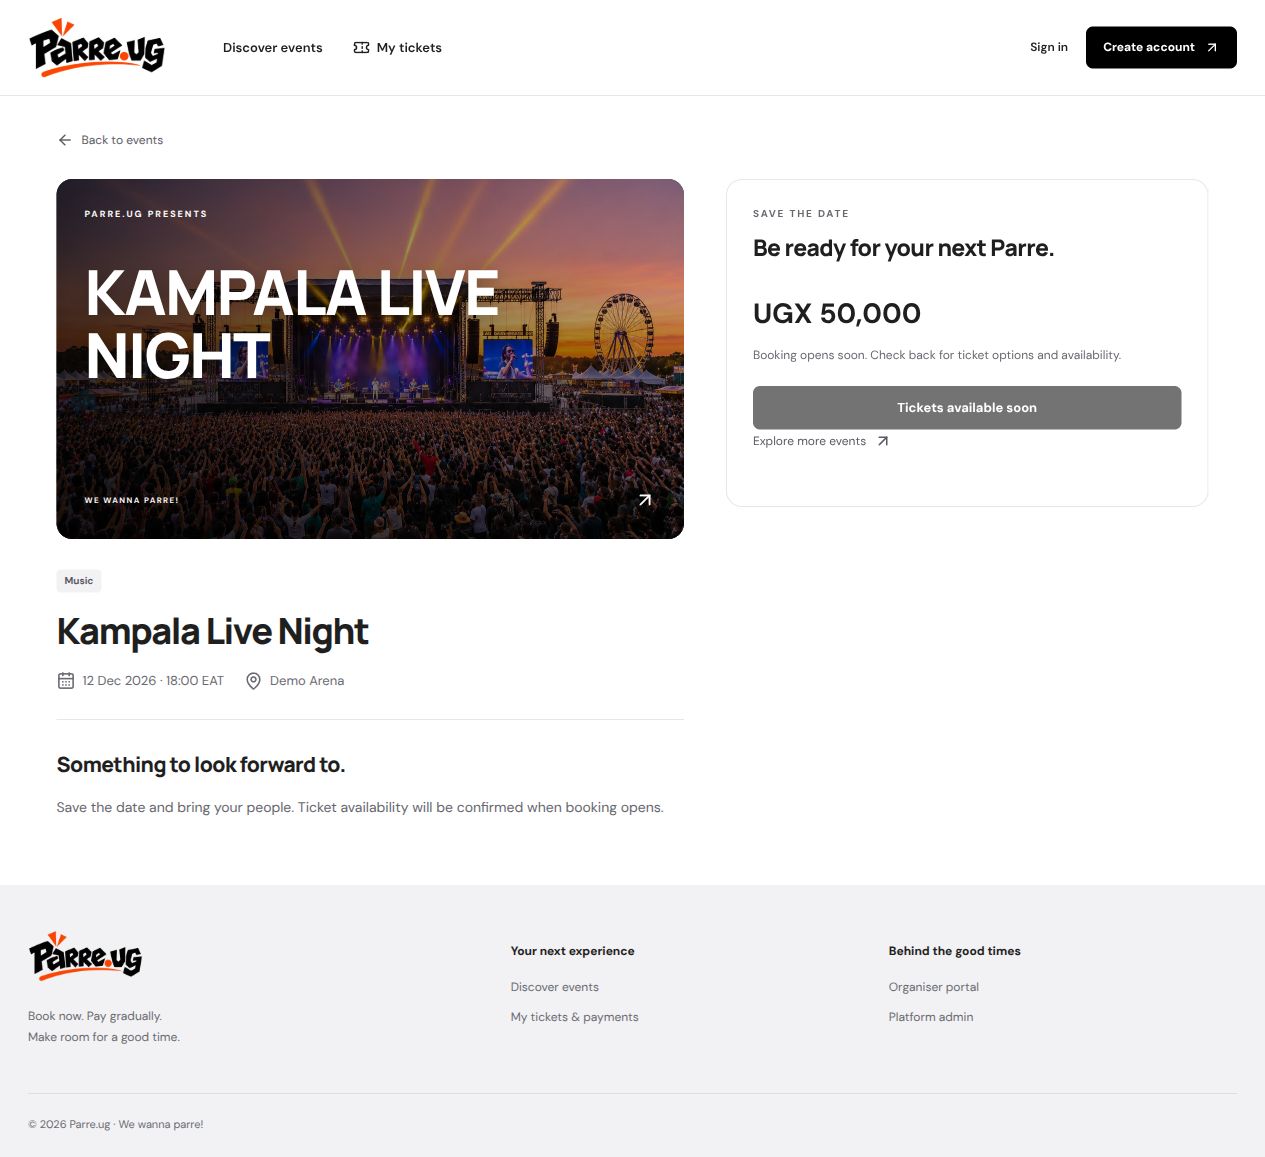 Parre.ug
Discover events
My tickets
Sign in
Create account
Back to events
PARRE.UG PRESENTS
KAMPALA LIVE
NIGHT
WE WANNA PARRE!
SAVE THE DATE
Be ready for your next Parre.
UGX 50,000
Booking opens soon. Check back for ticket options and availability.
Tickets available soon
Explore more events
Music
Kampala Live Night
12 Dec 2026 · 18:00 EAT
Demo Arena
Something to look forward to.
Save the date and bring your people. Ticket availability will be confirmed when booking opens.
Parre.ug
Book now. Pay gradually.
Make room for a good time.
Your next experience
Discover events
My tickets & payments
Behind the good times
Organiser portal
Platform admin
© 2026 Parre.ug · We wanna parre!